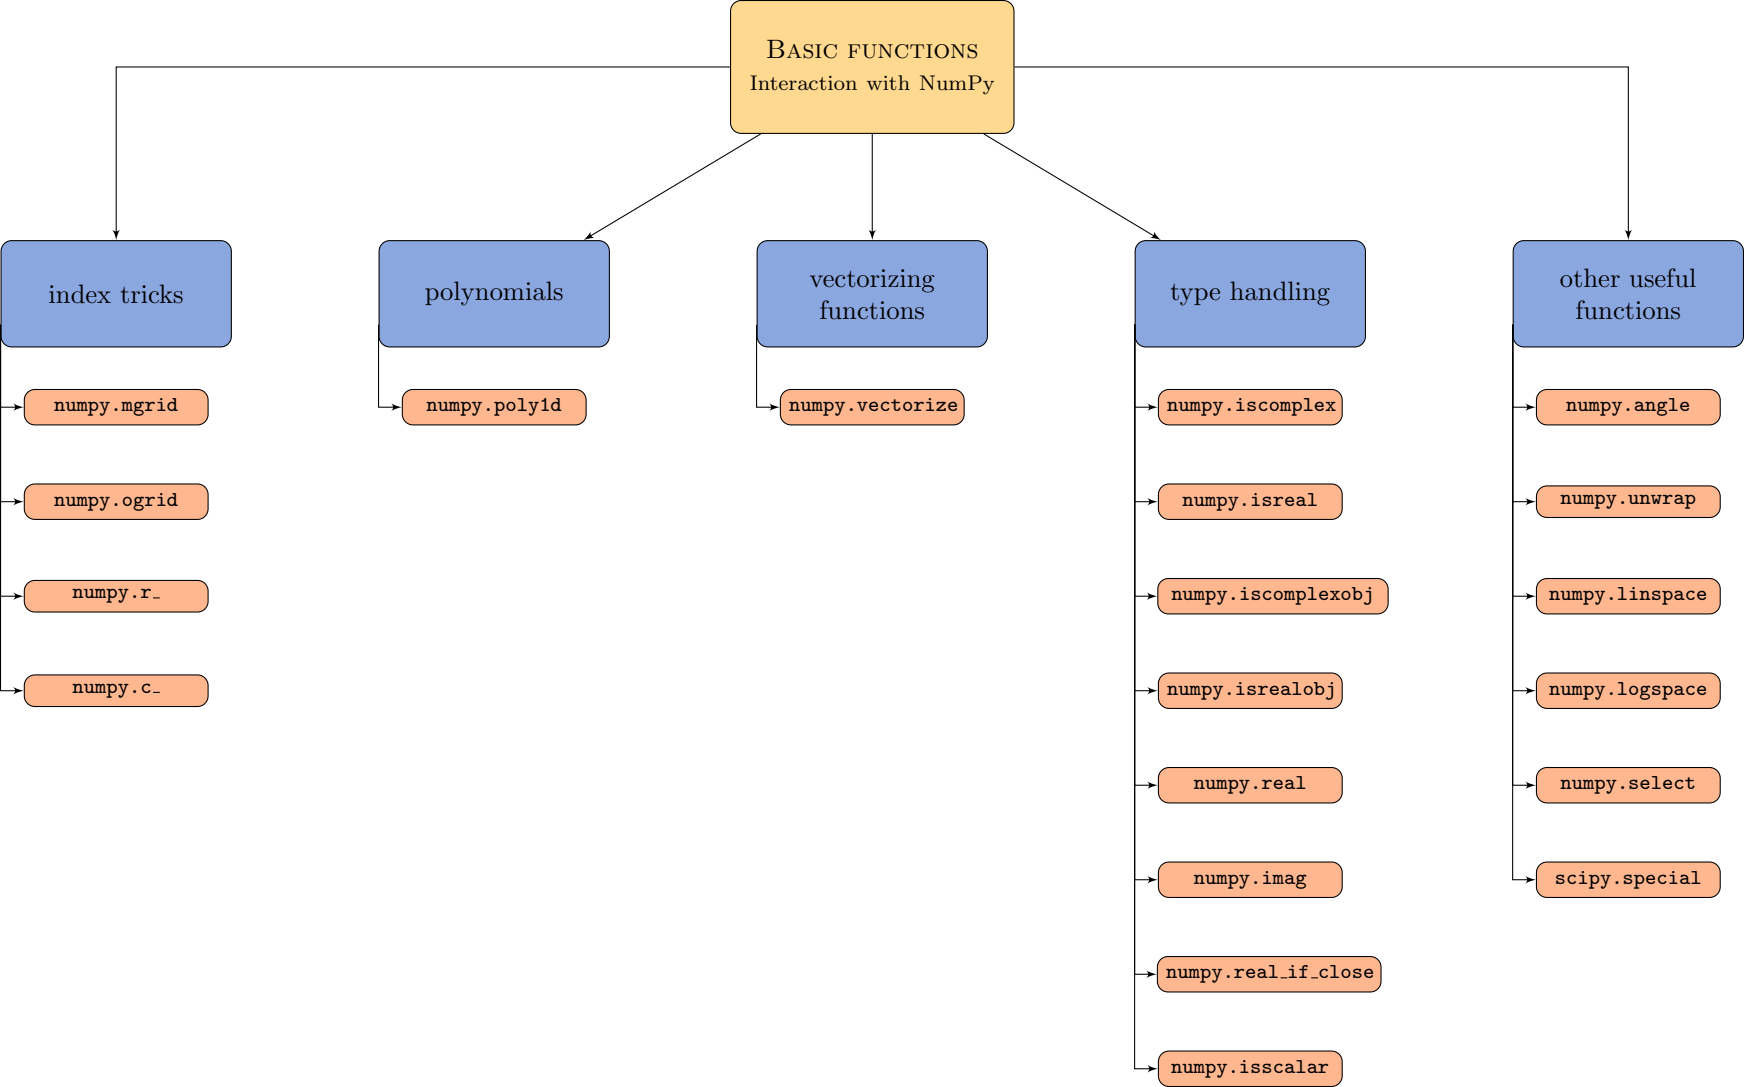 Basic functions
Interaction with NumPy
index tricks
numpy.mgrid
numpy.ogrid
numpy.r_
numpy.c_
polynomials
numpy.poly1d
vectorizing
functions
numpy.vectorize
type handling
numpy.iscomplex
numpy.isreal
numpy.iscomplexobj
numpy.isrealobj
numpy.real
numpy.imag
numpy.real_if_close
numpy.isscalar
other useful
functions
numpy.angle
numpy.unwrap
numpy.linspace
numpy.logspace
numpy.select
scipy.special